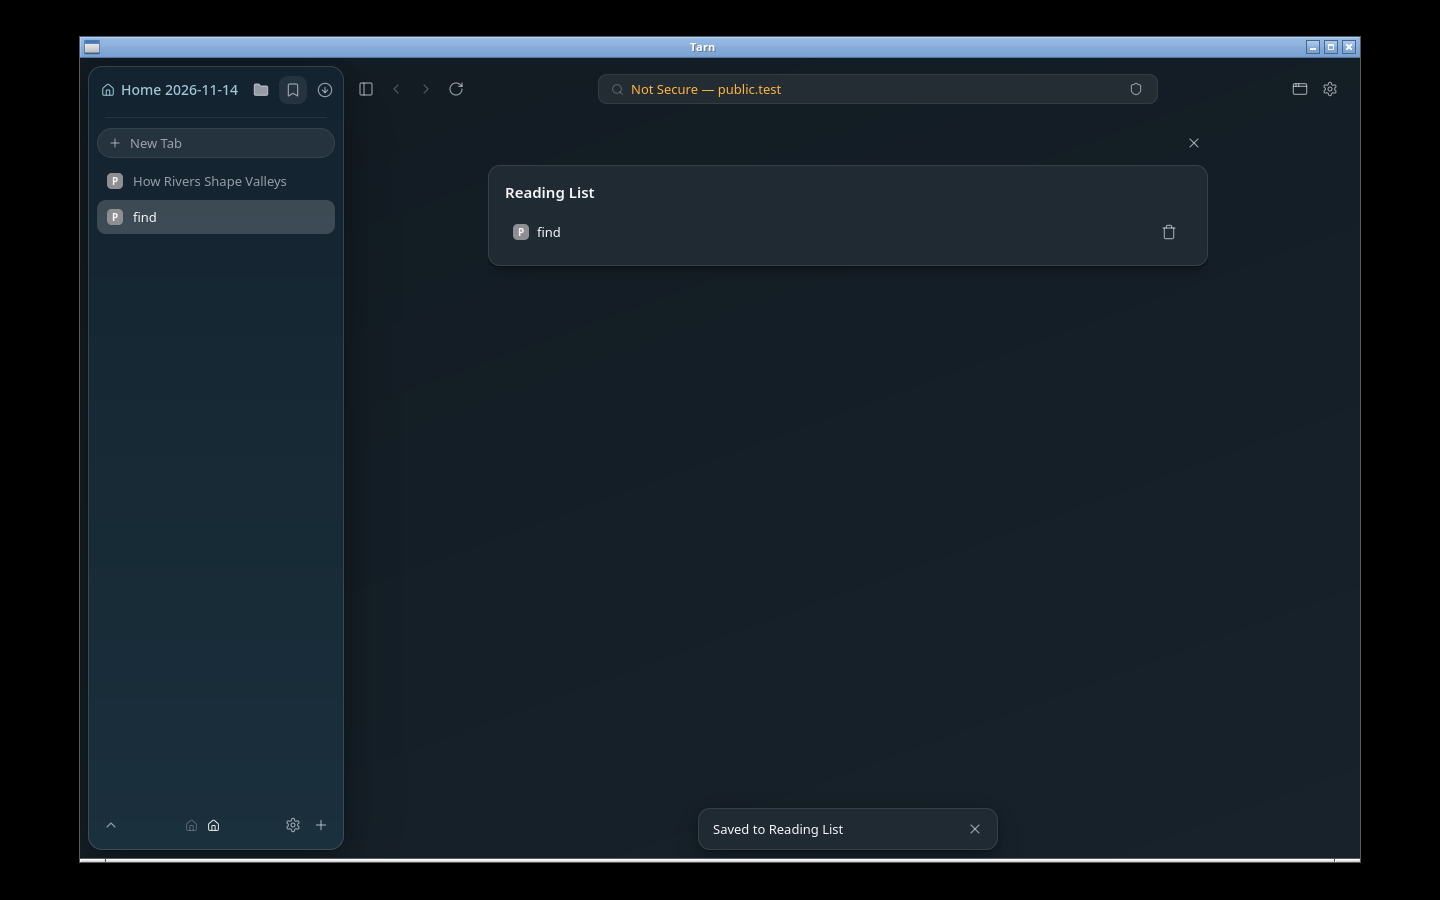 Tarn
Home 2026-11-14
Not Secure — public.test
New Tab
P How Rivers Shape Valleys
P find
Reading List
P find
Saved to Reading List